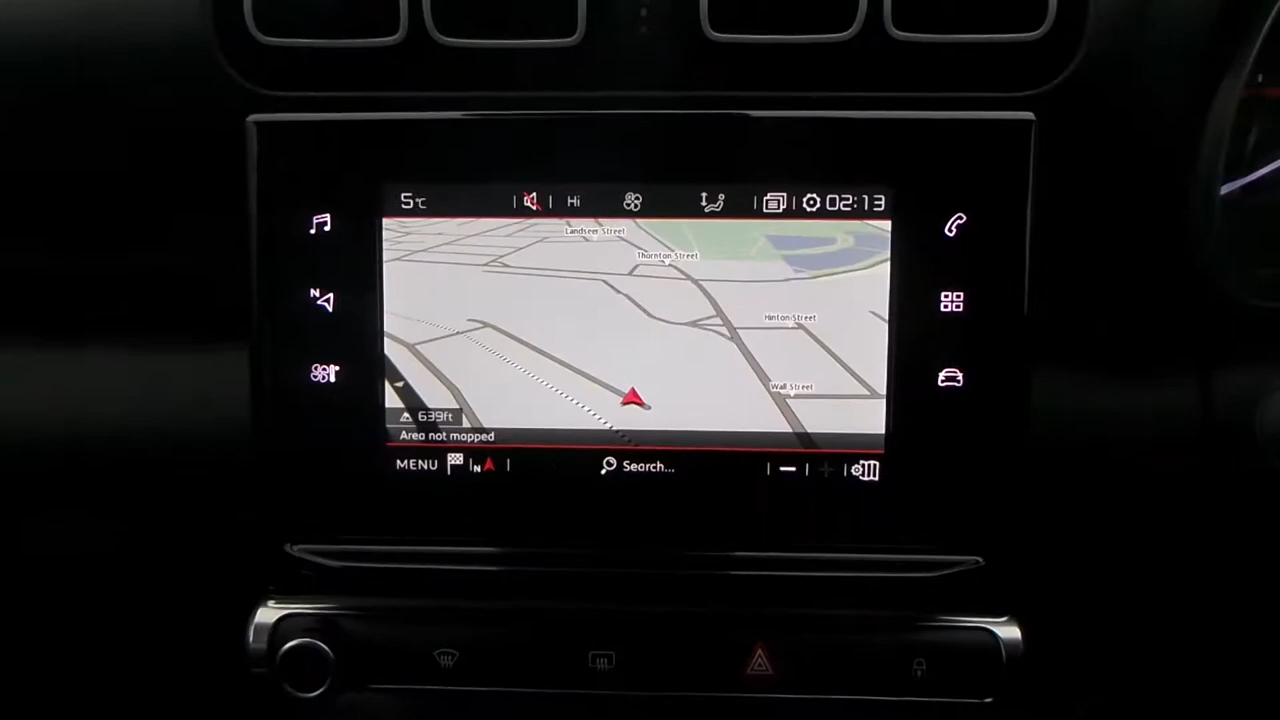 5°C Hi 02:13
Landseer Street
Thornton Street
N
Hinton Street
Wall Street
639ft
Area not mapped
MENU N Search...